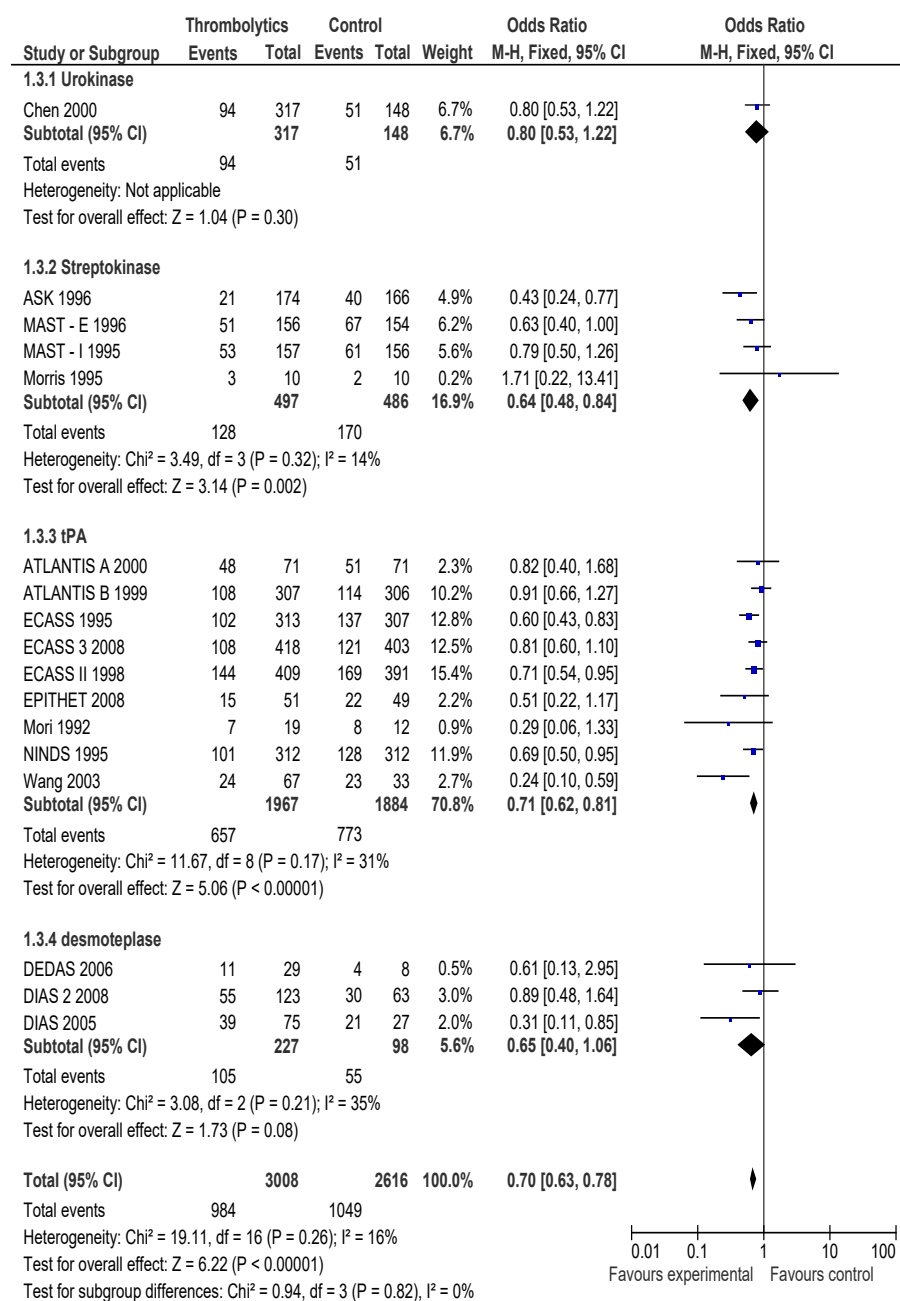 Thrombolytics Control Odds Ratio Odds Ratio
Study or Subgroup Events Total Events Total Weight M-H, Fixed, 95% CI M-H, Fixed, 95% CI
1.3.1 Urokinase
Chen 2000 94 317 51 148 6.7% 0.80 [0.53, 1.22]
Subtotal (95% CI) 317 148 6.7% 0.80 [0.53, 1.22]
Total events 94 51
Heterogeneity: Not applicable
Test for overall effect: Z = 1.04 (P = 0.30)
1.3.2 Streptokinase
ASK 1996 21 174 40 166 4.9% 0.43 [0.24, 0.77]
MAST - E 1996 51 156 67 154 6.2% 0.63 [0.40, 1.00]
MAST - I 1995 53 157 61 156 5.6% 0.79 [0.50, 1.26]
Morris 1995 3 10 2 10 0.2% 1.71 [0.22, 13.41]
Subtotal (95% CI) 497 486 16.9% 0.64 [0.48, 0.84]
Total events 128 170
Heterogeneity: Chi² = 3.49, df = 3 (P = 0.32); I² = 14%
Test for overall effect: Z = 3.14 (P = 0.002)
1.3.3 tPA
ATLANTIS A 2000 48 71 51 71 2.3% 0.82 [0.40, 1.68]
ATLANTIS B 1999 108 307 114 306 10.2% 0.91 [0.66, 1.27]
ECASS 1995 102 313 137 307 12.8% 0.60 [0.43, 0.83]
ECASS 3 2008 108 418 121 403 12.5% 0.81 [0.60, 1.10]
ECASS II 1998 144 409 169 391 15.4% 0.71 [0.54, 0.95]
EPITHET 2008 15 51 22 49 2.2% 0.51 [0.22, 1.17]
Mori 1992 7 19 8 12 0.9% 0.29 [0.06, 1.33]
NINDS 1995 101 312 128 312 11.9% 0.69 [0.50, 0.95]
Wang 2003 24 67 23 33 2.7% 0.24 [0.10, 0.59]
Subtotal (95% CI) 1967 1884 70.8% 0.71 [0.62, 0.81]
Total events 657 773
Heterogeneity: Chi² = 11.67, df = 8 (P = 0.17); I² = 31%
Test for overall effect: Z = 5.06 (P < 0.00001)
1.3.4 desmoteplase
DEDAS 2006 11 29 4 8 0.5% 0.61 [0.13, 2.95]
DIAS 2 2008 55 123 30 63 3.0% 0.89 [0.48, 1.64]
DIAS 2005 39 75 21 27 2.0% 0.31 [0.11, 0.85]
Subtotal (95% CI) 227 98 5.6% 0.65 [0.40, 1.06]
Total events 105 55
Heterogeneity: Chi² = 3.08, df = 2 (P = 0.21); I² = 35%
Test for overall effect: Z = 1.73 (P = 0.08)
Total (95% CI) 3008 2616 100.0% 0.70 [0.63, 0.78]
Total events 984 1049
Heterogeneity: Chi² = 19.11, df = 16 (P = 0.26); I² = 16%
Test for overall effect: Z = 6.22 (P < 0.00001)
Test for subgroup differences: Chi² = 0.94, df = 3 (P = 0.82), I² = 0%
0.01 0.1 1 10 100
Favours experimental Favours control